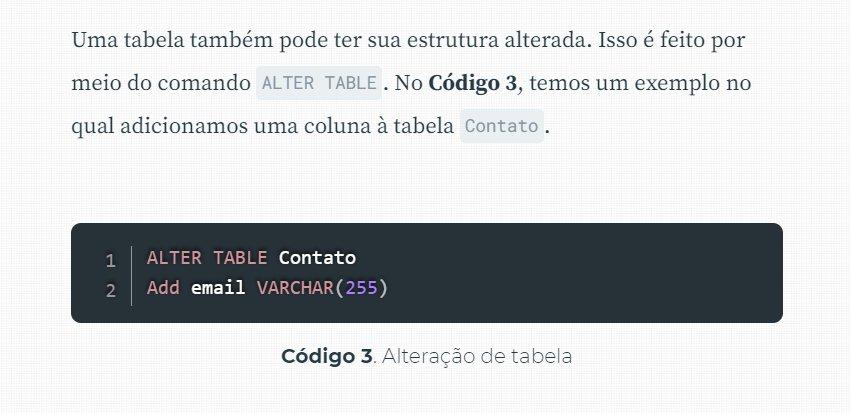 Uma tabela também pode ter sua estrutura alterada. Isso é feito por
meio do comando ALTER TABLE. No Código 3, temos um exemplo no
qual adicionamos uma coluna à tabela Contato.
1 ALTER TABLE Contato
2 Add email VARCHAR(255)
Código 3. Alteração de tabela